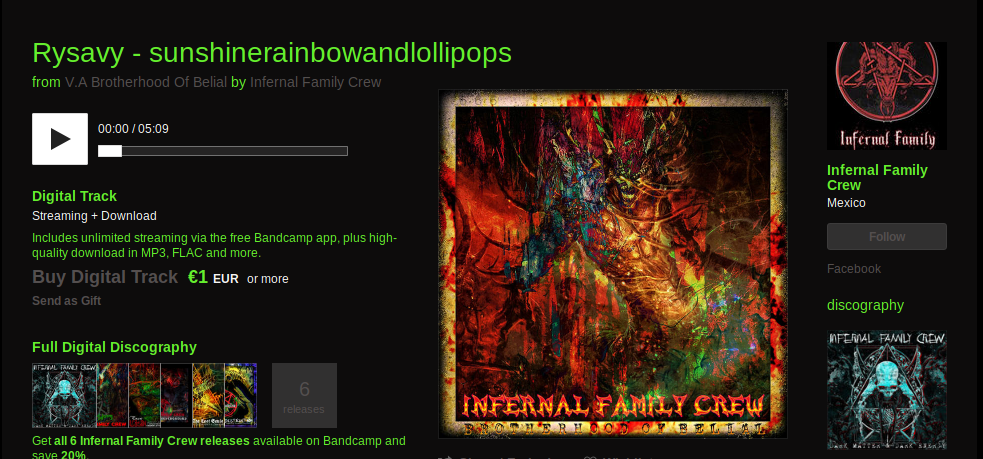 Rysavy - sunshinerainbowandlollipops
from V.A Brotherhood Of Belial by Infernal Family Crew
00:00 / 05:09
Digital Track
Streaming + Download
Includes unlimited streaming via the free Bandcamp app, plus high-
quality download in MP3, FLAC and more.
Buy Digital Track €1 EUR or more
Send as Gift
Full Digital Discography
INFERNAL FAMILY CREW
6
releases
Get all 6 Infernal Family Crew releases available on Bandcamp and
save 20%.
INFERNAL FAMILY CREW
BROTHERHOOD OF BELIAL
Infernal Family
Infernal Family
Crew
Mexico
Follow
Facebook
discography
INFERNAL FAMILY CREW